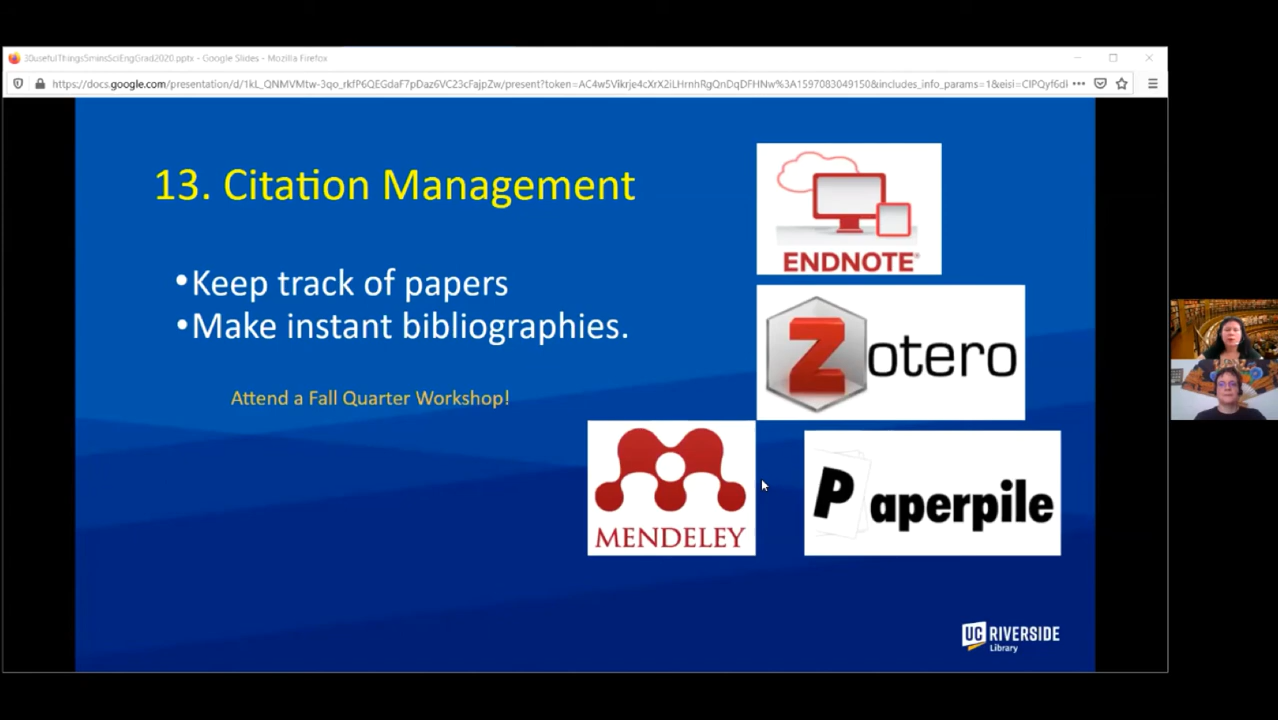 30usefulThings5minsSciEngGrad2020.pptx - Google Slides - Mozilla Firefox
https://docs.google.com/presentation/d/1kL_QNMVtw-3qo_rkfP6QEGdaF7pDaz6VC23cFajpZw/present?token=AC4w5Vikrje4cXrX2iLHrnhRgQnDqDFHNw%3A1597083049150&includes_info_params=1&eisi=CIPQyf6dl
13. Citation Management
•Keep track of papers
•Make instant bibliographies.
Attend a Fall Quarter Workshop!
ENDNOTE®
Zotero
MENDELEY
Paperpile
UC RIVERSIDE
Library